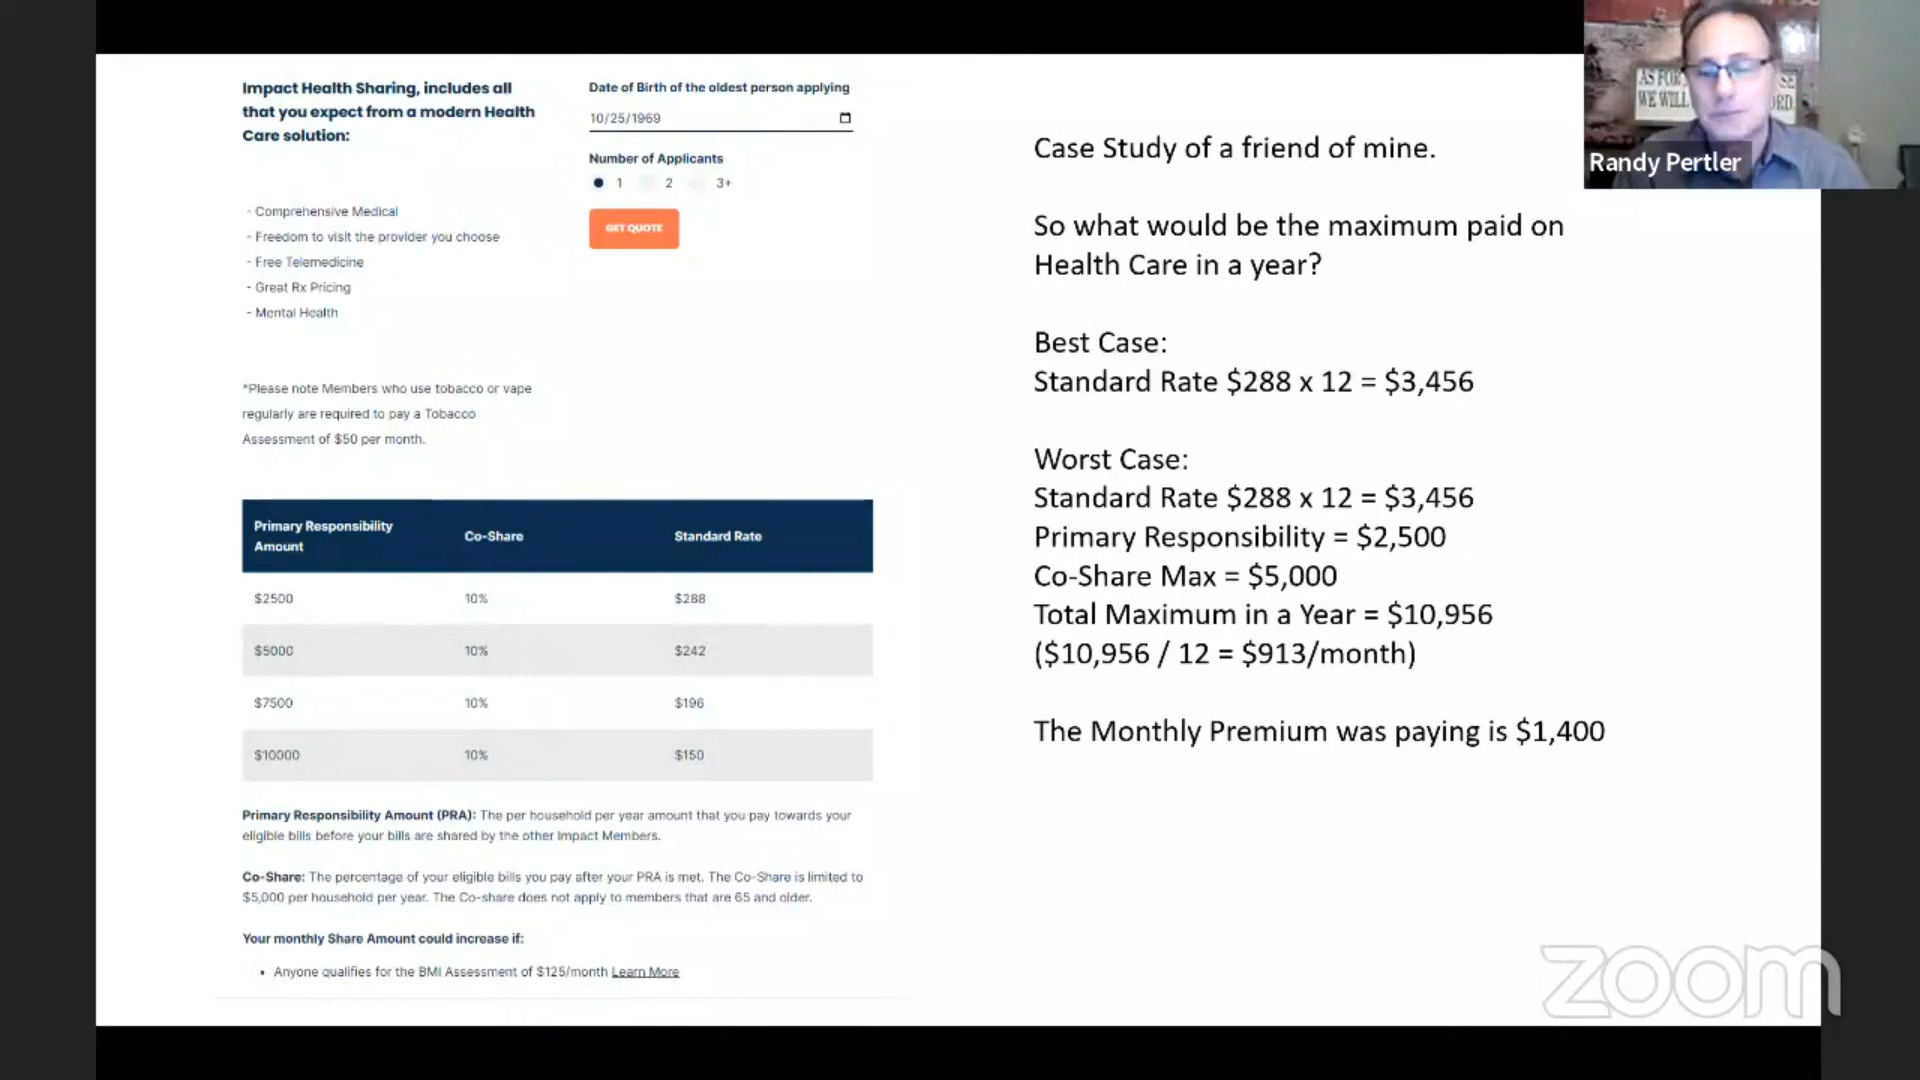 Impact Health Sharing, includes all
that you expect from a modern Health
Care solution:
- Comprehensive Medical
- Freedom to visit the provider you choose
- Free Telemedicine
- Great Rx Pricing
- Mental Health
*Please note Members who use tobacco or vape
regularly are required to pay a Tobacco
Assessment of $50 per month.
Date of Birth of the oldest person applying
10/25/1969
Number of Applicants
1 2 3+
GET QUOTE
Primary Responsibility
Amount
Co-Share
Standard Rate
$2500 10% $288
$5000 10% $242
$7500 10% $196
$10000 10% $150
Primary Responsibility Amount (PRA): The per household per year amount that you pay towards your
eligible bills before your bills are shared by the other Impact Members.
Co-Share: The percentage of your eligible bills you pay after your PRA is met. The Co-Share is limited to
$5,000 per household per year. The Co-share does not apply to members that are 65 and older.
Your monthly Share Amount could increase if:
• Anyone qualifies for the BMI Assessment of $125/month Learn More
Case Study of a friend of mine.
So what would be the maximum paid on
Health Care in a year?
Best Case:
Standard Rate $288 x 12 = $3,456
Worst Case:
Standard Rate $288 x 12 = $3,456
Primary Responsibility = $2,500
Co-Share Max = $5,000
Total Maximum in a Year = $10,956
($10,956 / 12 = $913/month)
The Monthly Premium was paying is $1,400
AS FOR
WE WILL
Randy Pertler
zoom